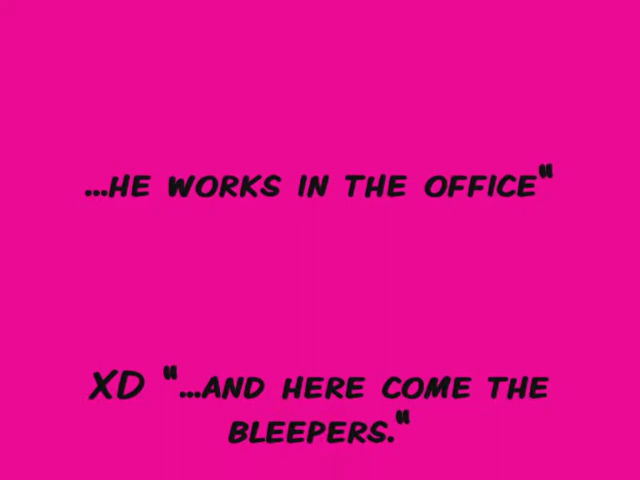 ...HE WORKS IN THE OFFICE"
XD "...AND HERE COME THE
BLEEPERS."